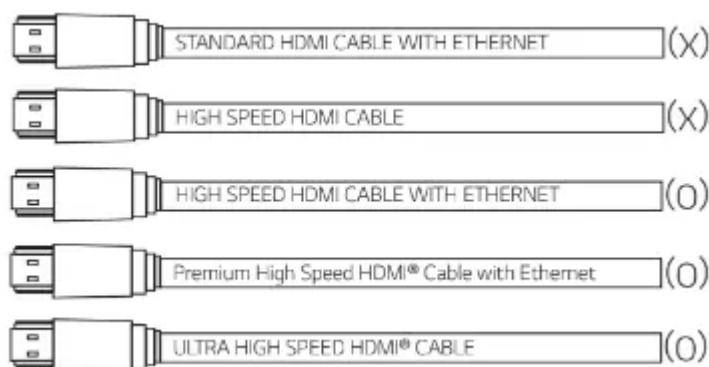 STANDARD HDMI CABLE WITH ETHERNET (X)
HIGH SPEED HDMI CABLE (X)
HIGH SPEED HDMI CABLE WITH ETHERNET (O)
Premium High Speed HDMI® Cable with Ethernet (O)
ULTRA HIGH SPEED HDMI® CABLE (O)